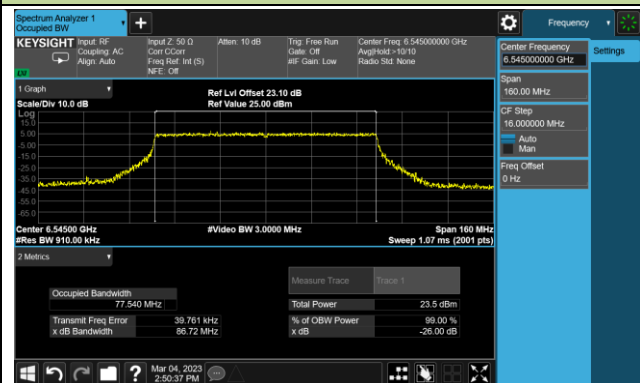 Spectrum Analyzer 1
Occupied BW
+
Frequency
KEYSIGHT
Input: RF
Coupling: AC
Align: Auto
Input Z: 50 Ω
Corr CCorr
Freq Ref: Int (S)
NFE: Off
Atten: 10 dB
Trig: Free Run
Gate: Off
#IF Gain: Low
Center Freq: 6.545000000 GHz
Avg|Hold:>10/10
Radio Std: None
LXI
1 Graph
Scale/Div 10.0 dB
Ref Lvl Offset 23.10 dB
Ref Value 25.00 dBm
Log
15.0
5.00
-5.00
-15.0
-25.0
-35.0
-45.0
-55.0
-65.0
Center 6.54500 GHz
#Video BW 3.0000 MHz
Span 160 MHz
#Res BW 910.00 kHz
Sweep 1.07 ms (2001 pts)
2 Metrics
Measure Trace
Trace 1
Occupied Bandwidth
77.540 MHz
Total Power
23.5 dBm
Transmit Freq Error
39.761 kHz
% of OBW Power
99.00 %
x dB Bandwidth
86.72 MHz
x dB
-26.00 dB
Center Frequency
6.545000000 GHz
Settings
Span
160.00 MHz
CF Step
16.000000 MHz
Auto
Man
Freq Offset
0 Hz
?
Mar 04, 2023
2:50:37 PM